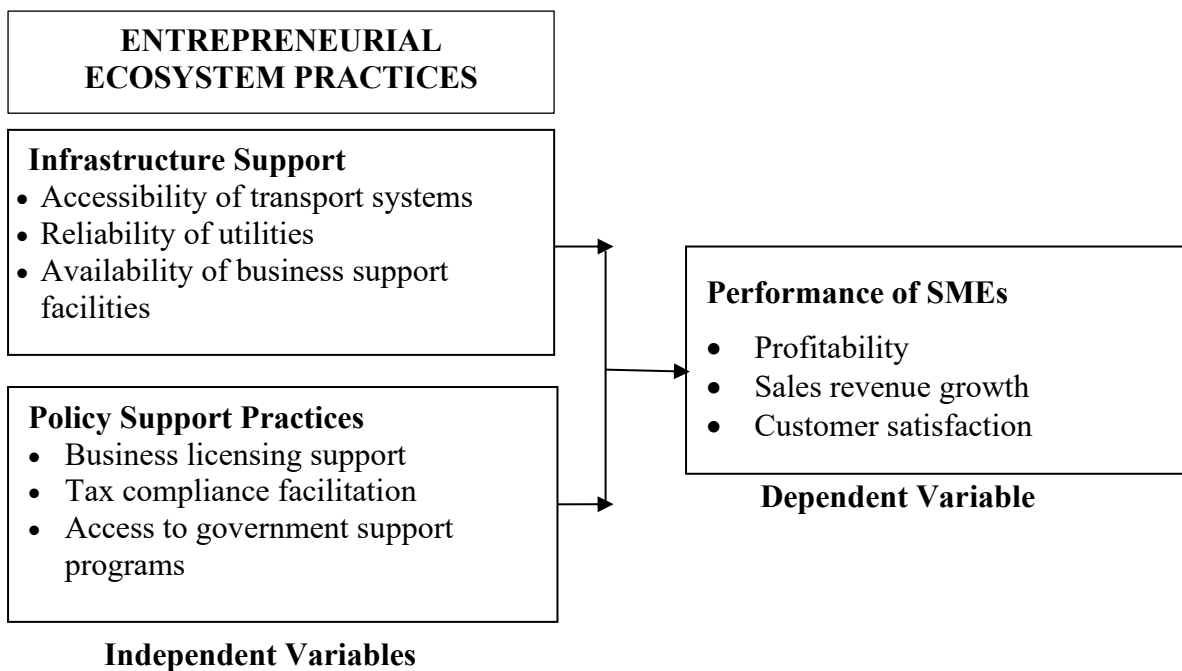 ENTREPRENEURIAL
ECOSYSTEM PRACTICES
Infrastructure Support
• Accessibility of transport systems
• Reliability of utilities
• Availability of business support
facilities
Policy Support Practices
• Business licensing support
• Tax compliance facilitation
• Access to government support
programs
Independent Variables
Performance of SMEs
• Profitability
• Sales revenue growth
• Customer satisfaction
Dependent Variable